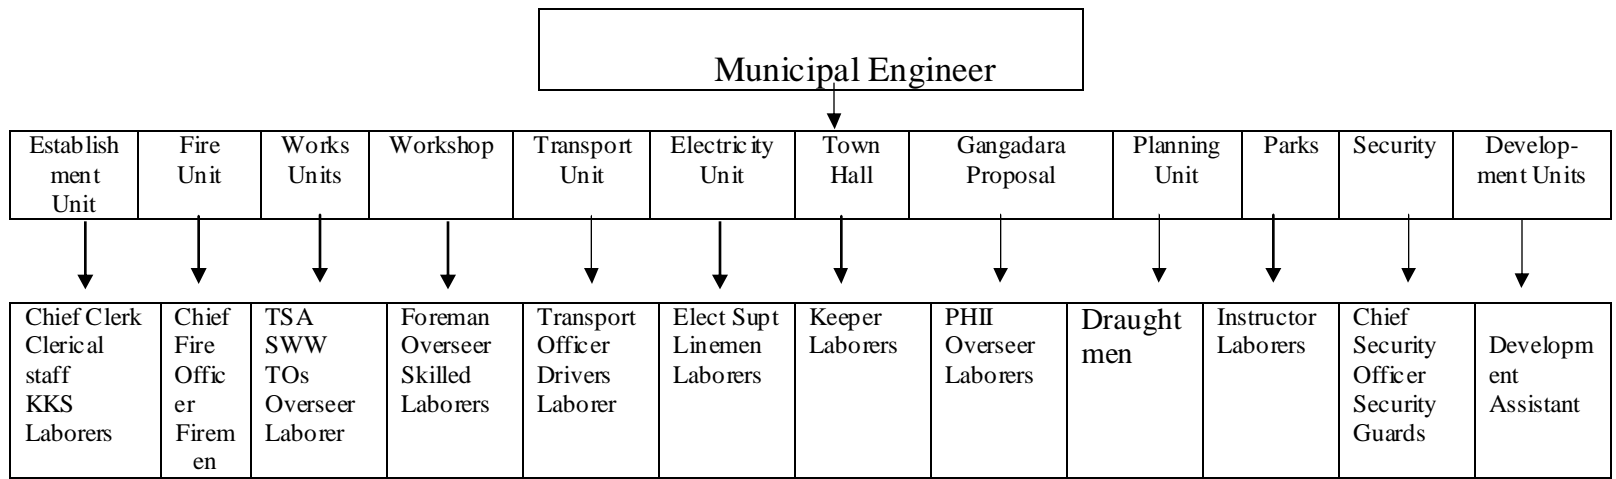 Municipal Engineer
Establish
ment
Unit
Fire
Unit
Works
Units
Workshop
Transport
Unit
Electricity
Unit
Town
Hall
Gangadara
Proposal
Planning
Unit
Parks
Security
Develop-
ment Units
Chief Clerk
Clerical
staff
KKS
Laborers
Chief
Fire
Offic
er
Firem
en
TSA
SWW
TOs
Overseer
Laborer
Foreman
Overseer
Skilled
Laborers
Transport
Officer
Drivers
Laborer
Elect Supt
Linemen
Laborers
Keeper
Laborers
PHII
Overseer
Laborers
Draught
men
Instructor
Laborers
Chief
Security
Officer
Security
Guards
Developm
ent
Assistant